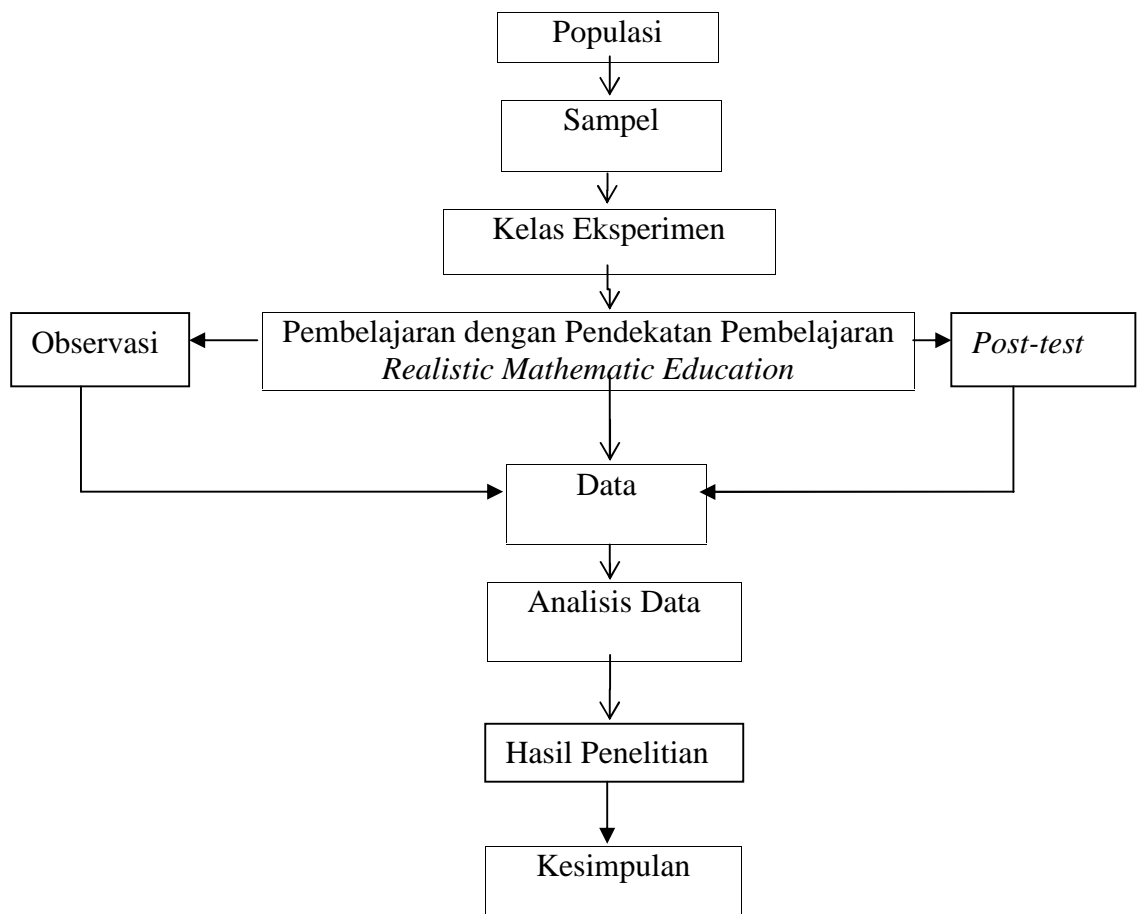 Populasi
Sampel
Kelas Eksperimen
Observasi
Pembelajaran dengan Pendekatan Pembelajaran
Realistic Mathematic Education
Post-test
Data
Analisis Data
Hasil Penelitian
Kesimpulan